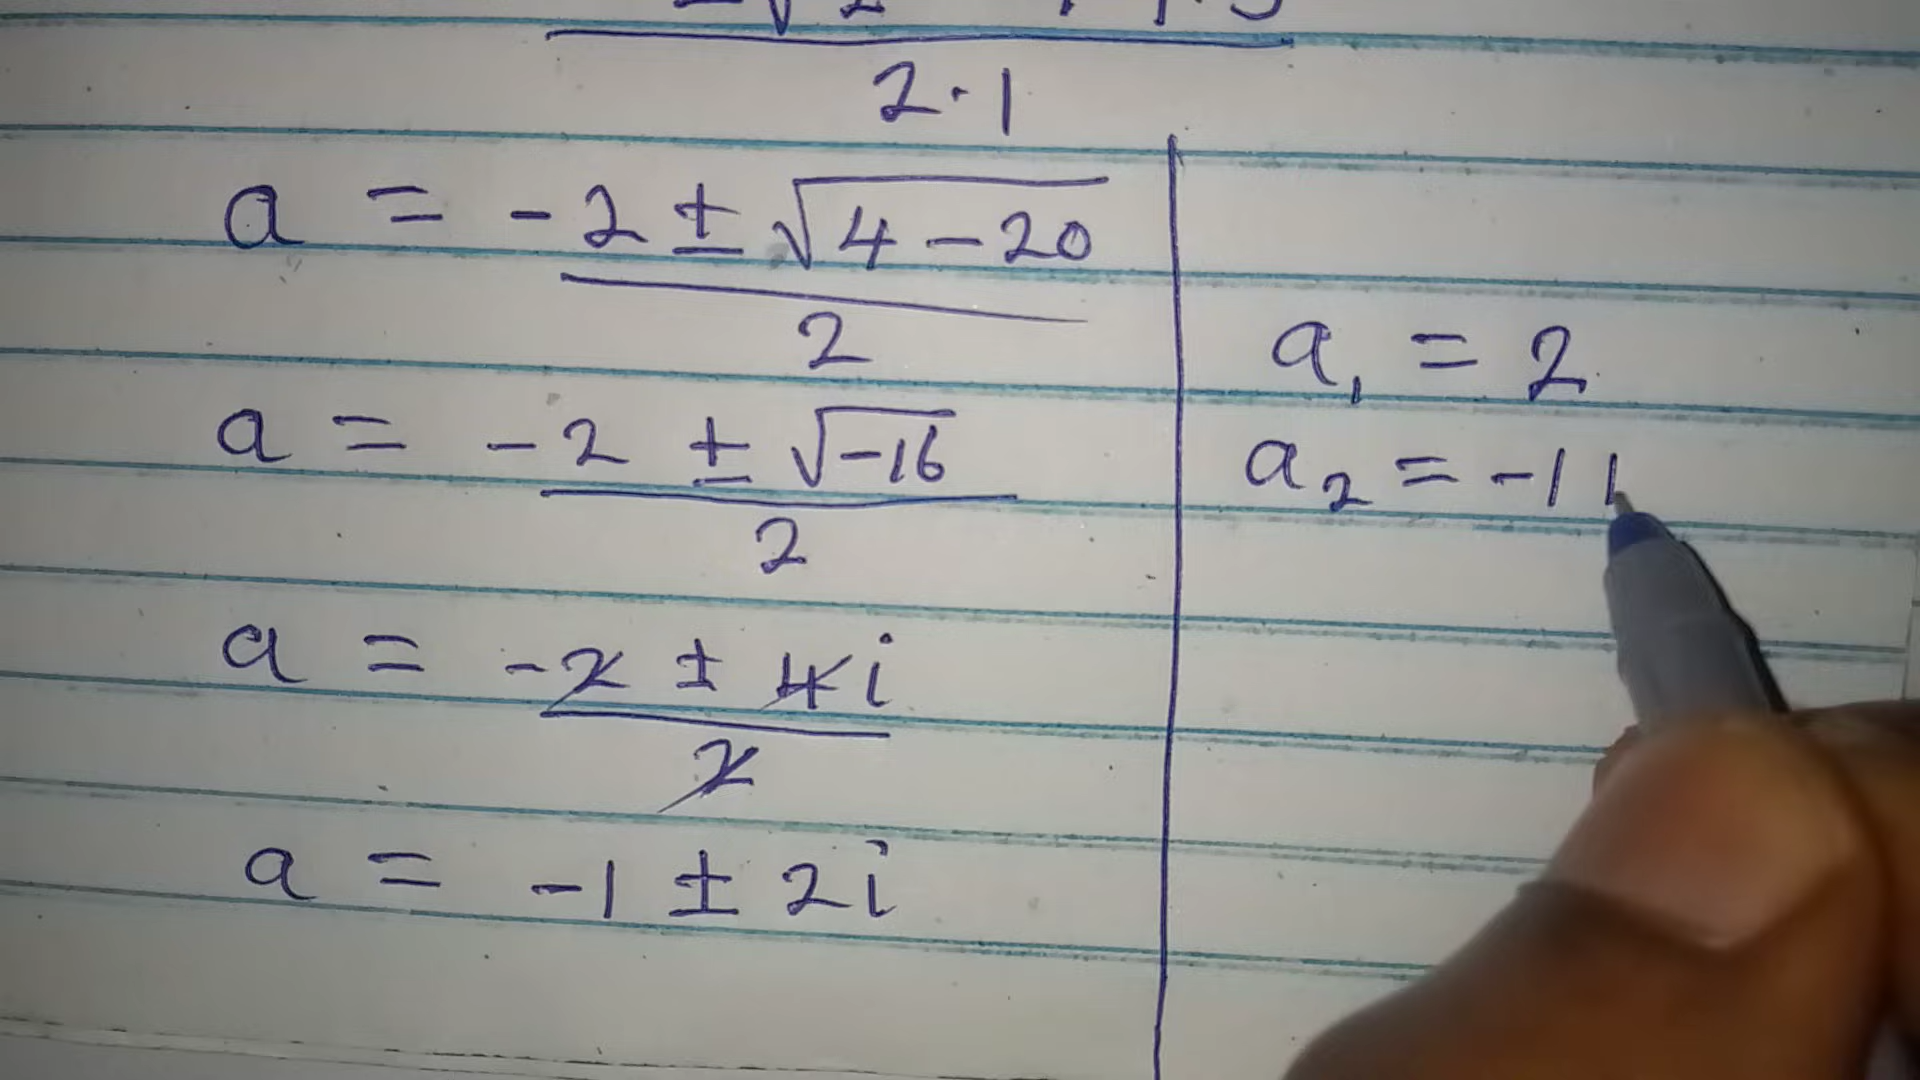 2·1
a = -2 ± √4-20
2
a = -2 ± √-16
2
a = -2 ± 4i
2
a = -1 ± 2i
a₁ = 2
a₂ = -1